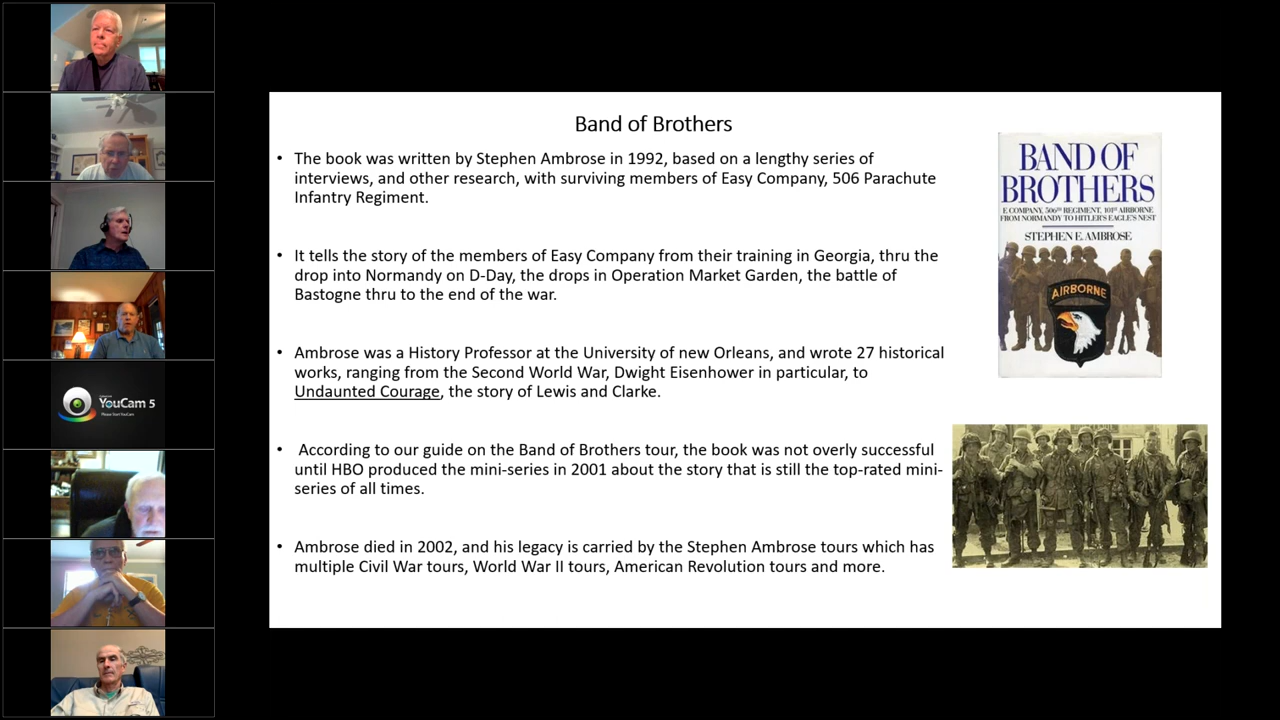 Band of Brothers
• The book was written by Stephen Ambrose in 1992, based on a lengthy series of
interviews, and other research, with surviving members of Easy Company, 506 Parachute
Infantry Regiment.
• It tells the story of the members of Easy Company from their training in Georgia, thru the
drop into Normandy on D-Day, the drops in Operation Market Garden, the battle of
Bastogne thru to the end of the war.
• Ambrose was a History Professor at the University of new Orleans, and wrote 27 historical
works, ranging from the Second World War, Dwight Eisenhower in particular, to
Undaunted Courage, the story of Lewis and Clarke.
• According to our guide on the Band of Brothers tour, the book was not overly successful
until HBO produced the mini-series in 2001 about the story that is still the top-rated mini-
series of all times.
• Ambrose died in 2002, and his legacy is carried by the Stephen Ambrose tours which has
multiple Civil War tours, World War II tours, American Revolution tours and more.
BAND OF
BROTHERS
E COMPANY, 506TH REGIMENT, 101ST AIRBORNE
FROM NORMANDY TO HITLER'S EAGLE'S NEST
STEPHEN E. AMBROSE
AIRBORNE
YouCam 5